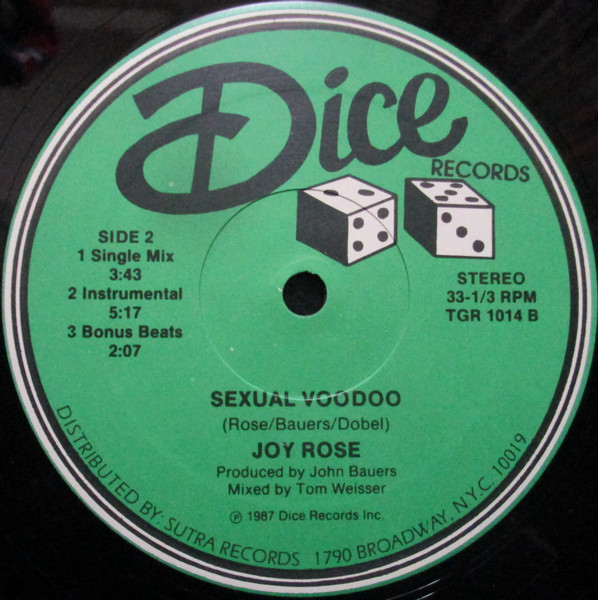 Dice
RECORDS
SIDE 2
1 Single Mix
3:43
2 Instrumental
5:17
3 Bonus Beats
2:07
STEREO
33-1/3 RPM
TGR 1014 B
SEXUAL VOODOO
(Rose/Bauers/Dobel)
JOY ROSE
Produced by John Bauers
Mixed by Tom Weisser
℗ 1987 Dice Records Inc.
DISTRIBUTED BY: SUTRA RECORDS 1790 BROADWAY, N.Y.C. 10019